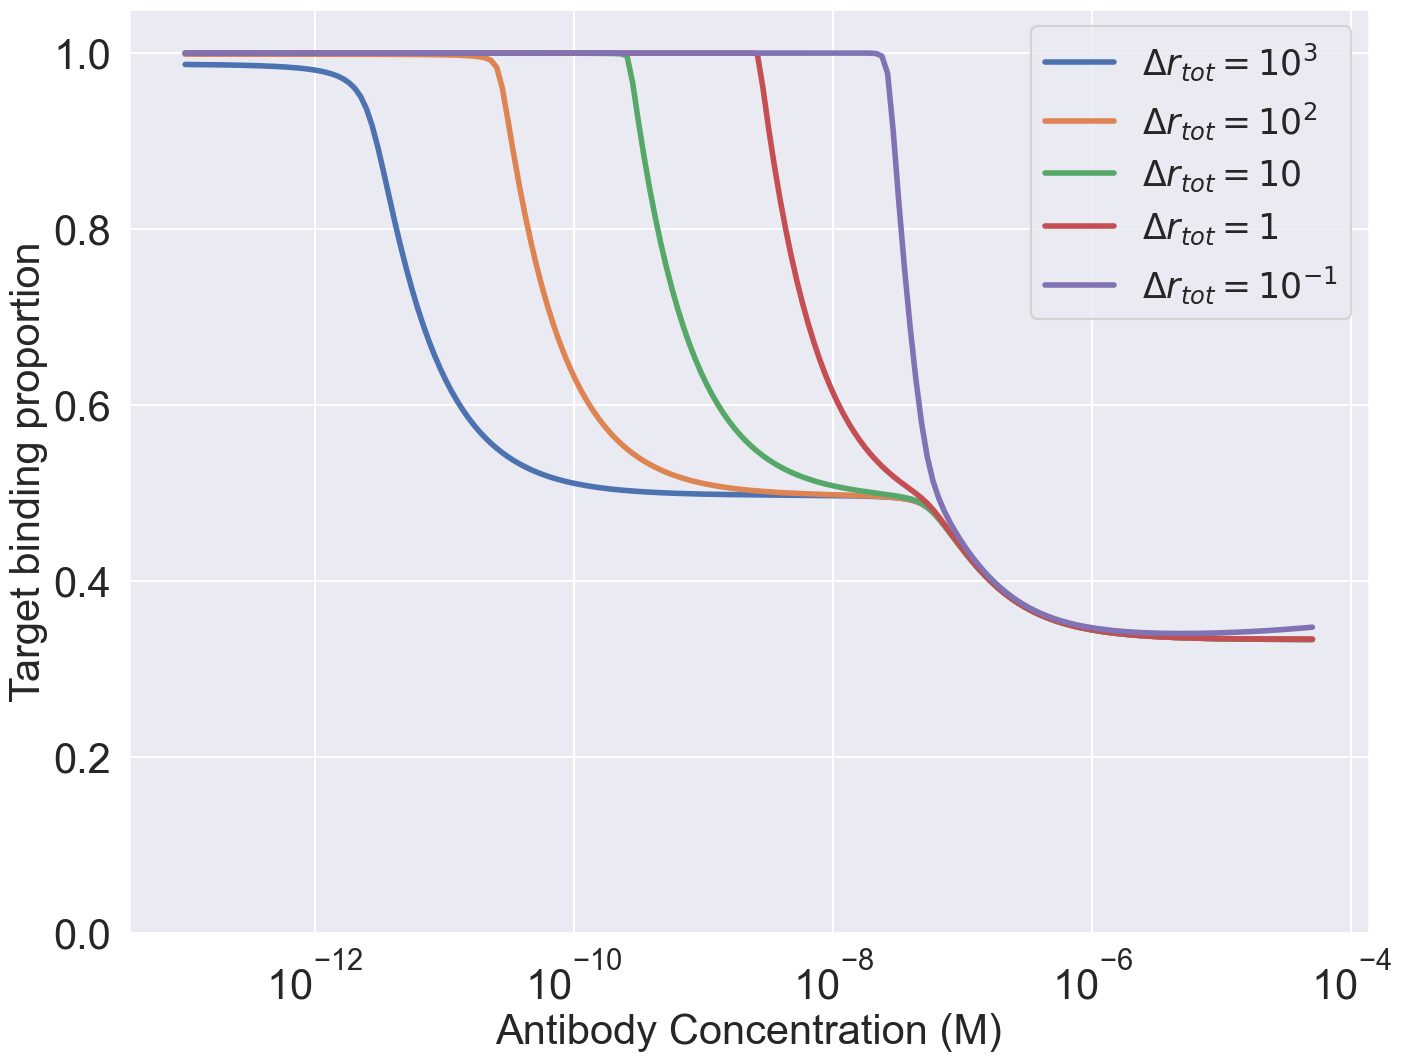 1.0
0.8
0.6
0.4
0.2
0.0
Target binding proportion
Δr_tot = 10^3
Δr_tot = 10^2
Δr_tot = 10
Δr_tot = 1
Δr_tot = 10^−1
10^−12 10^−10 10^−8 10^−6 10^−4
Antibody Concentration (M)